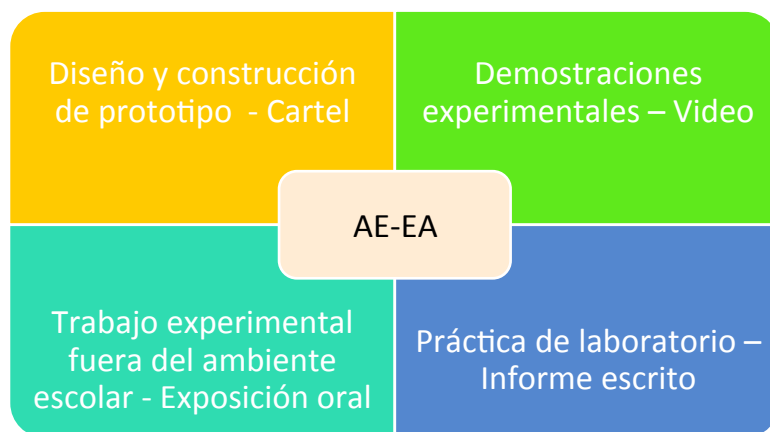 Diseño y construcción
de prototipo - Cartel
Demostraciones
experimentales – Video
AE-EA
Trabajo experimental
fuera del ambiente
escolar - Exposición oral
Práctica de laboratorio –
Informe escrito